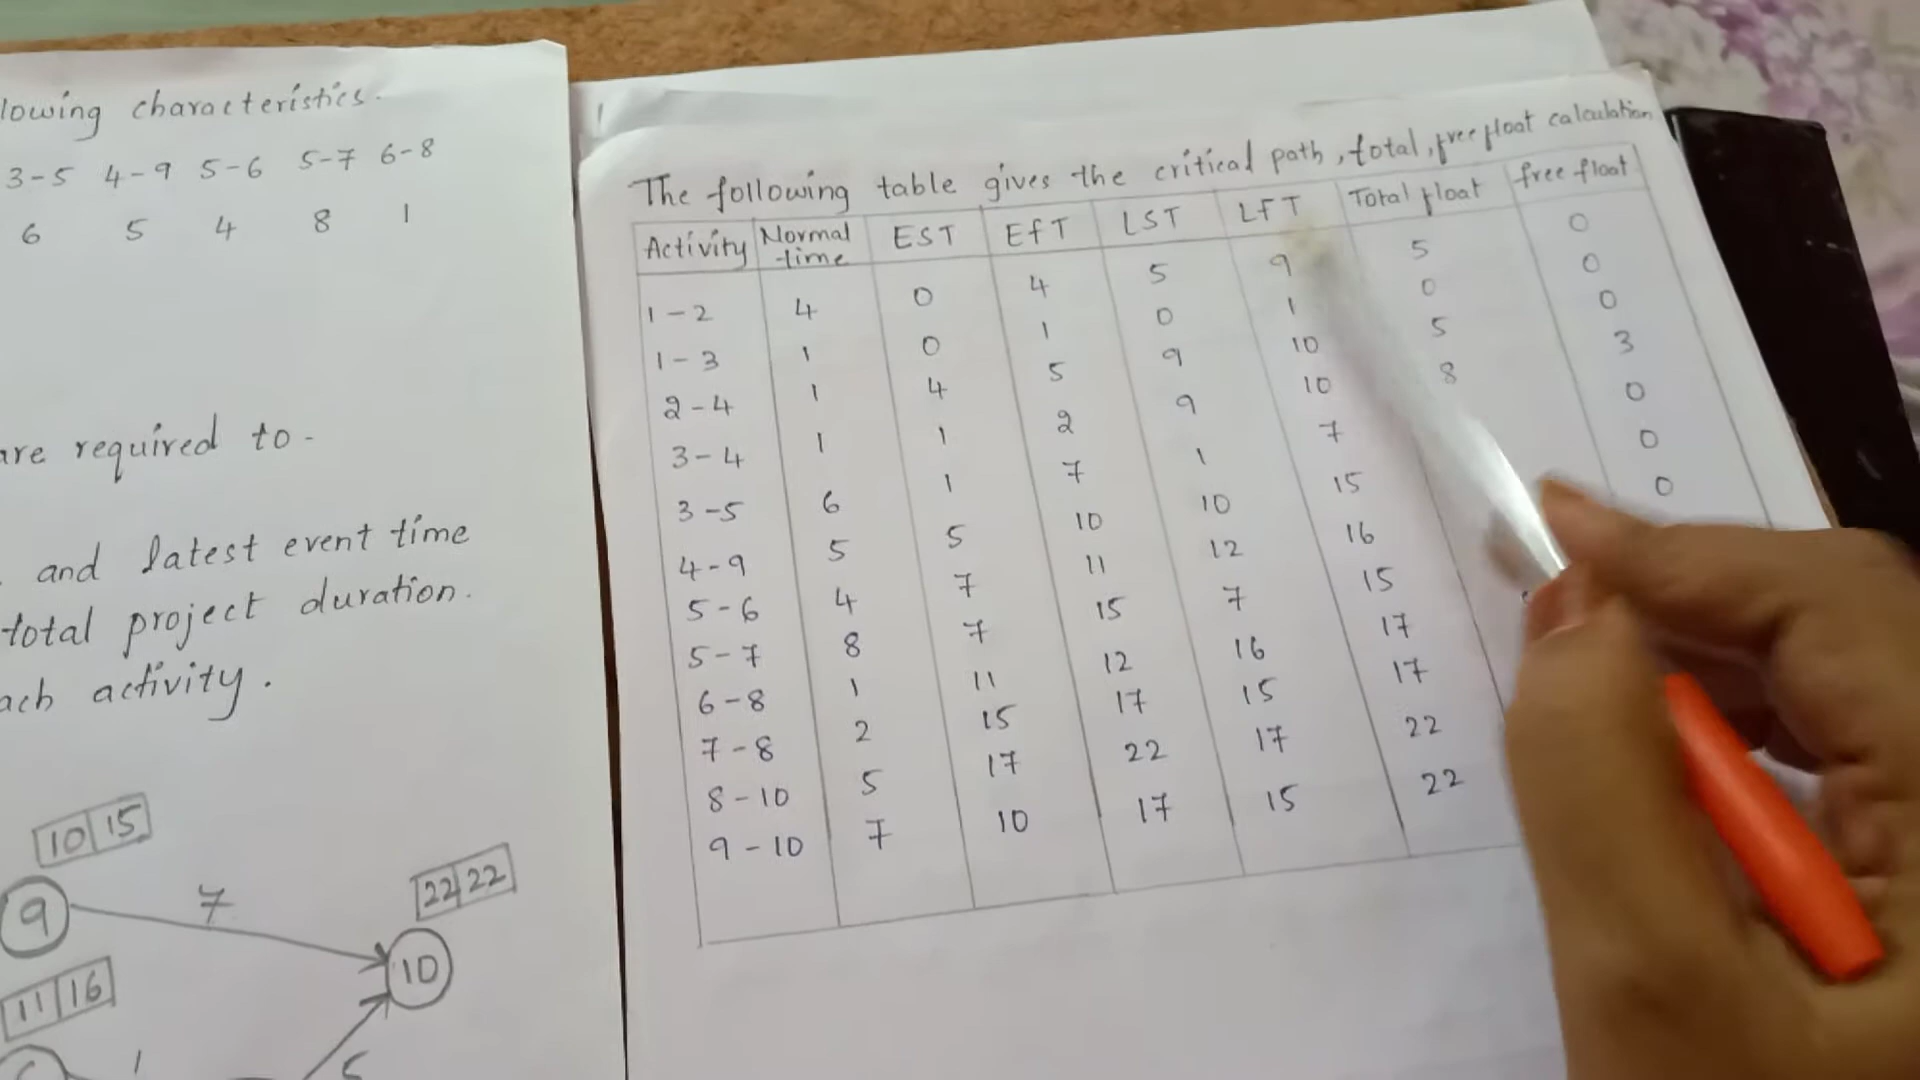 lowing characteristics.
3-5 4-9 5-6 5-7 6-8
6 5 4 8 1
are required to -
and latest event time
total project duration.
ach activity.
10 15
9
7
22 22
10
11 16
1
5
The following table gives the critical path, total, free float calculation
Activity Normal time EST EFT LST LFT Total float free float
1-2 4 0 4 5 9 5 0
1-3 1 0 1 0 1 0 0
2-4 1 4 5 9 10 5 0
3-4 1 1 2 9 10 8 3
3-5 6 1 7 1 7 0
4-9 5 5 10 10 15 0
5-6 4 7 11 12 16 0
5-7 8 7 15 7 15
6-8 1 11 12 16 17
7-8 2 15 17 15 17
8-10 5 17 22 17 22
9-10 7 10 17 15 22